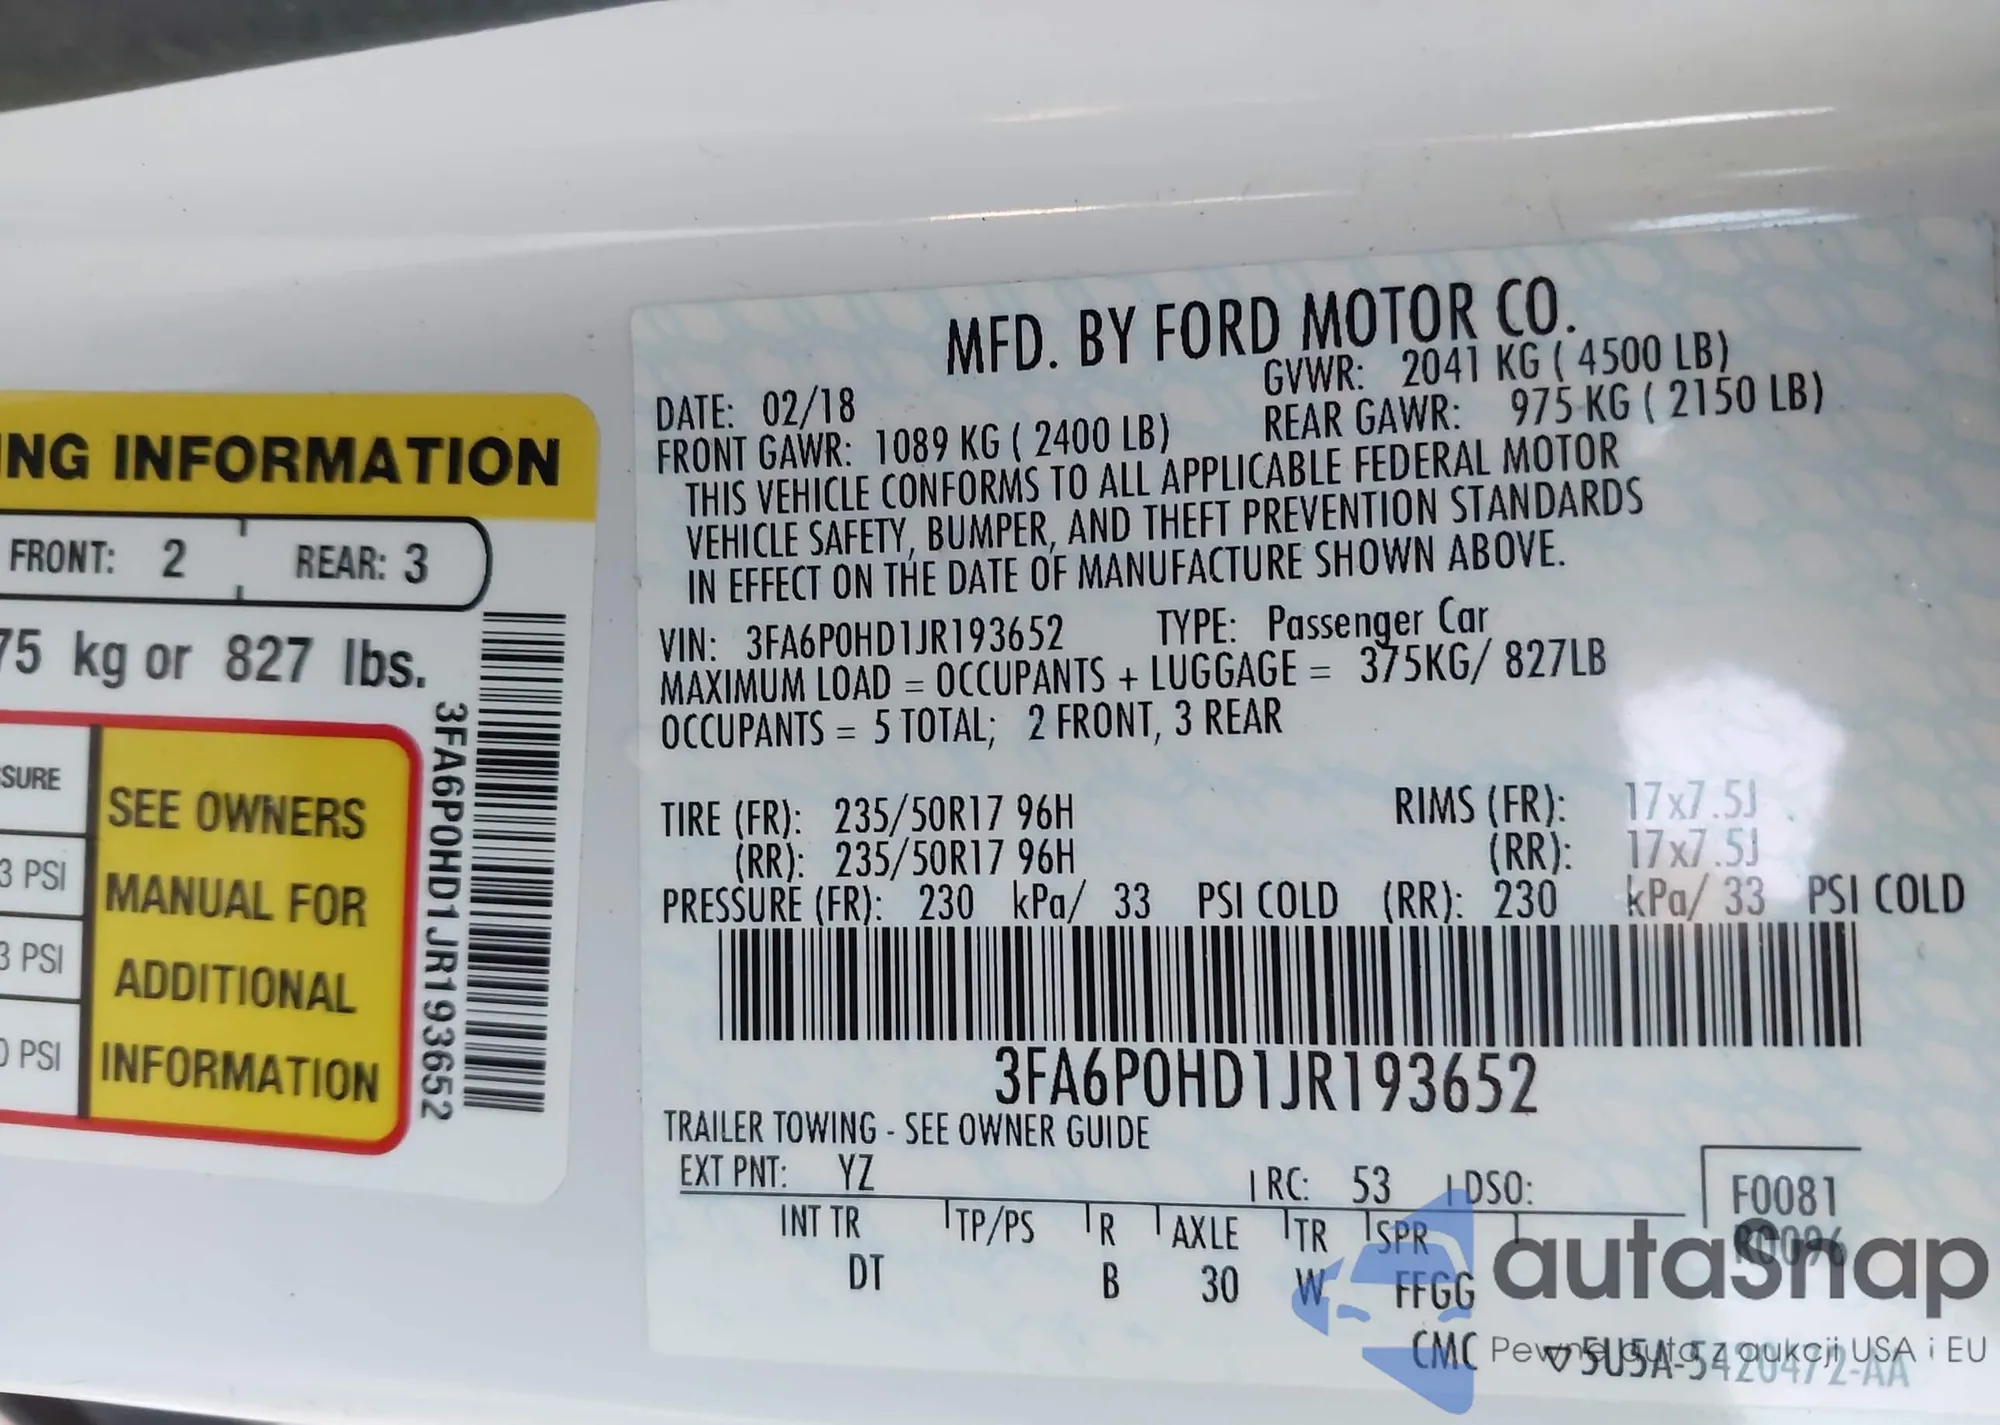 NG INFORMATION
FRONT: 2 REAR: 3
75 kg or 827 lbs.
SURE
3 PSI
3 PSI
0 PSI
SEE OWNERS
MANUAL FOR
ADDITIONAL
INFORMATION
3FA6P0HD1JR193652
MFD. BY FORD MOTOR CO.
DATE: 02/18 GVWR: 2041 KG ( 4500 LB)
FRONT GAWR: 1089 KG ( 2400 LB) REAR GAWR: 975 KG ( 2150 LB)
THIS VEHICLE CONFORMS TO ALL APPLICABLE FEDERAL MOTOR
VEHICLE SAFETY, BUMPER, AND THEFT PREVENTION STANDARDS
IN EFFECT ON THE DATE OF MANUFACTURE SHOWN ABOVE.
VIN: 3FA6P0HD1JR193652 TYPE: Passenger Car
MAXIMUM LOAD = OCCUPANTS + LUGGAGE = 375KG/ 827LB
OCCUPANTS = 5 TOTAL; 2 FRONT, 3 REAR
TIRE (FR): 235/50R17 96H RIMS (FR): 17x7.5J
(RR): 235/50R17 96H (RR): 17x7.5J
PRESSURE (FR): 230 kPa/ 33 PSI COLD (RR): 230 kPa/ 33 PSI COLD
3FA6P0HD1JR193652
TRAILER TOWING - SEE OWNER GUIDE
EXT PNT: YZ RC: 53 DSO:
F0081
R0096
INT TR TP/PS R AXLE TR SPR
DT B 30 W FFGG
autaSnap
CMC ▽5U5A-5420472-AA
Pewne auta z aukcji USA i EU